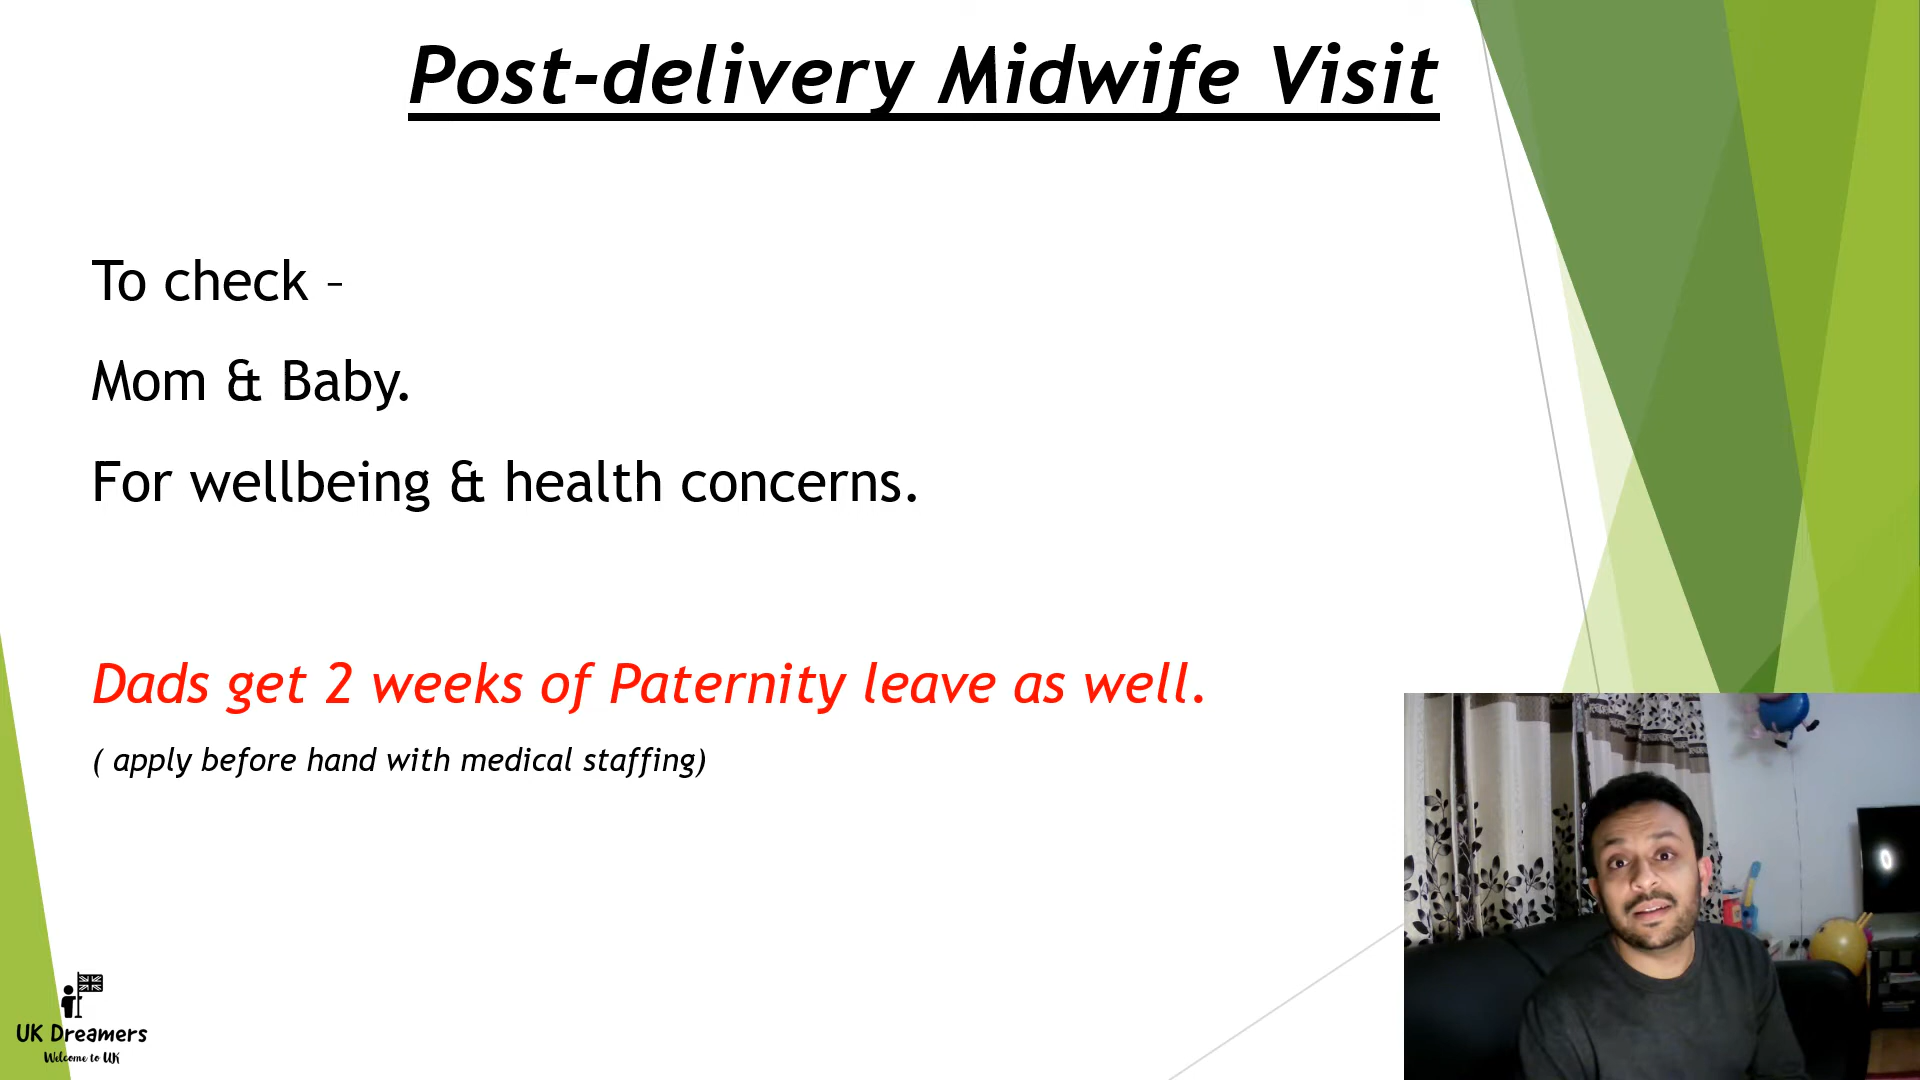 Post-delivery Midwife Visit
To check –
Mom & Baby.
For wellbeing & health concerns.
Dads get 2 weeks of Paternity leave as well.
( apply before hand with medical staffing)
UK Dreamers
Welcome to UK